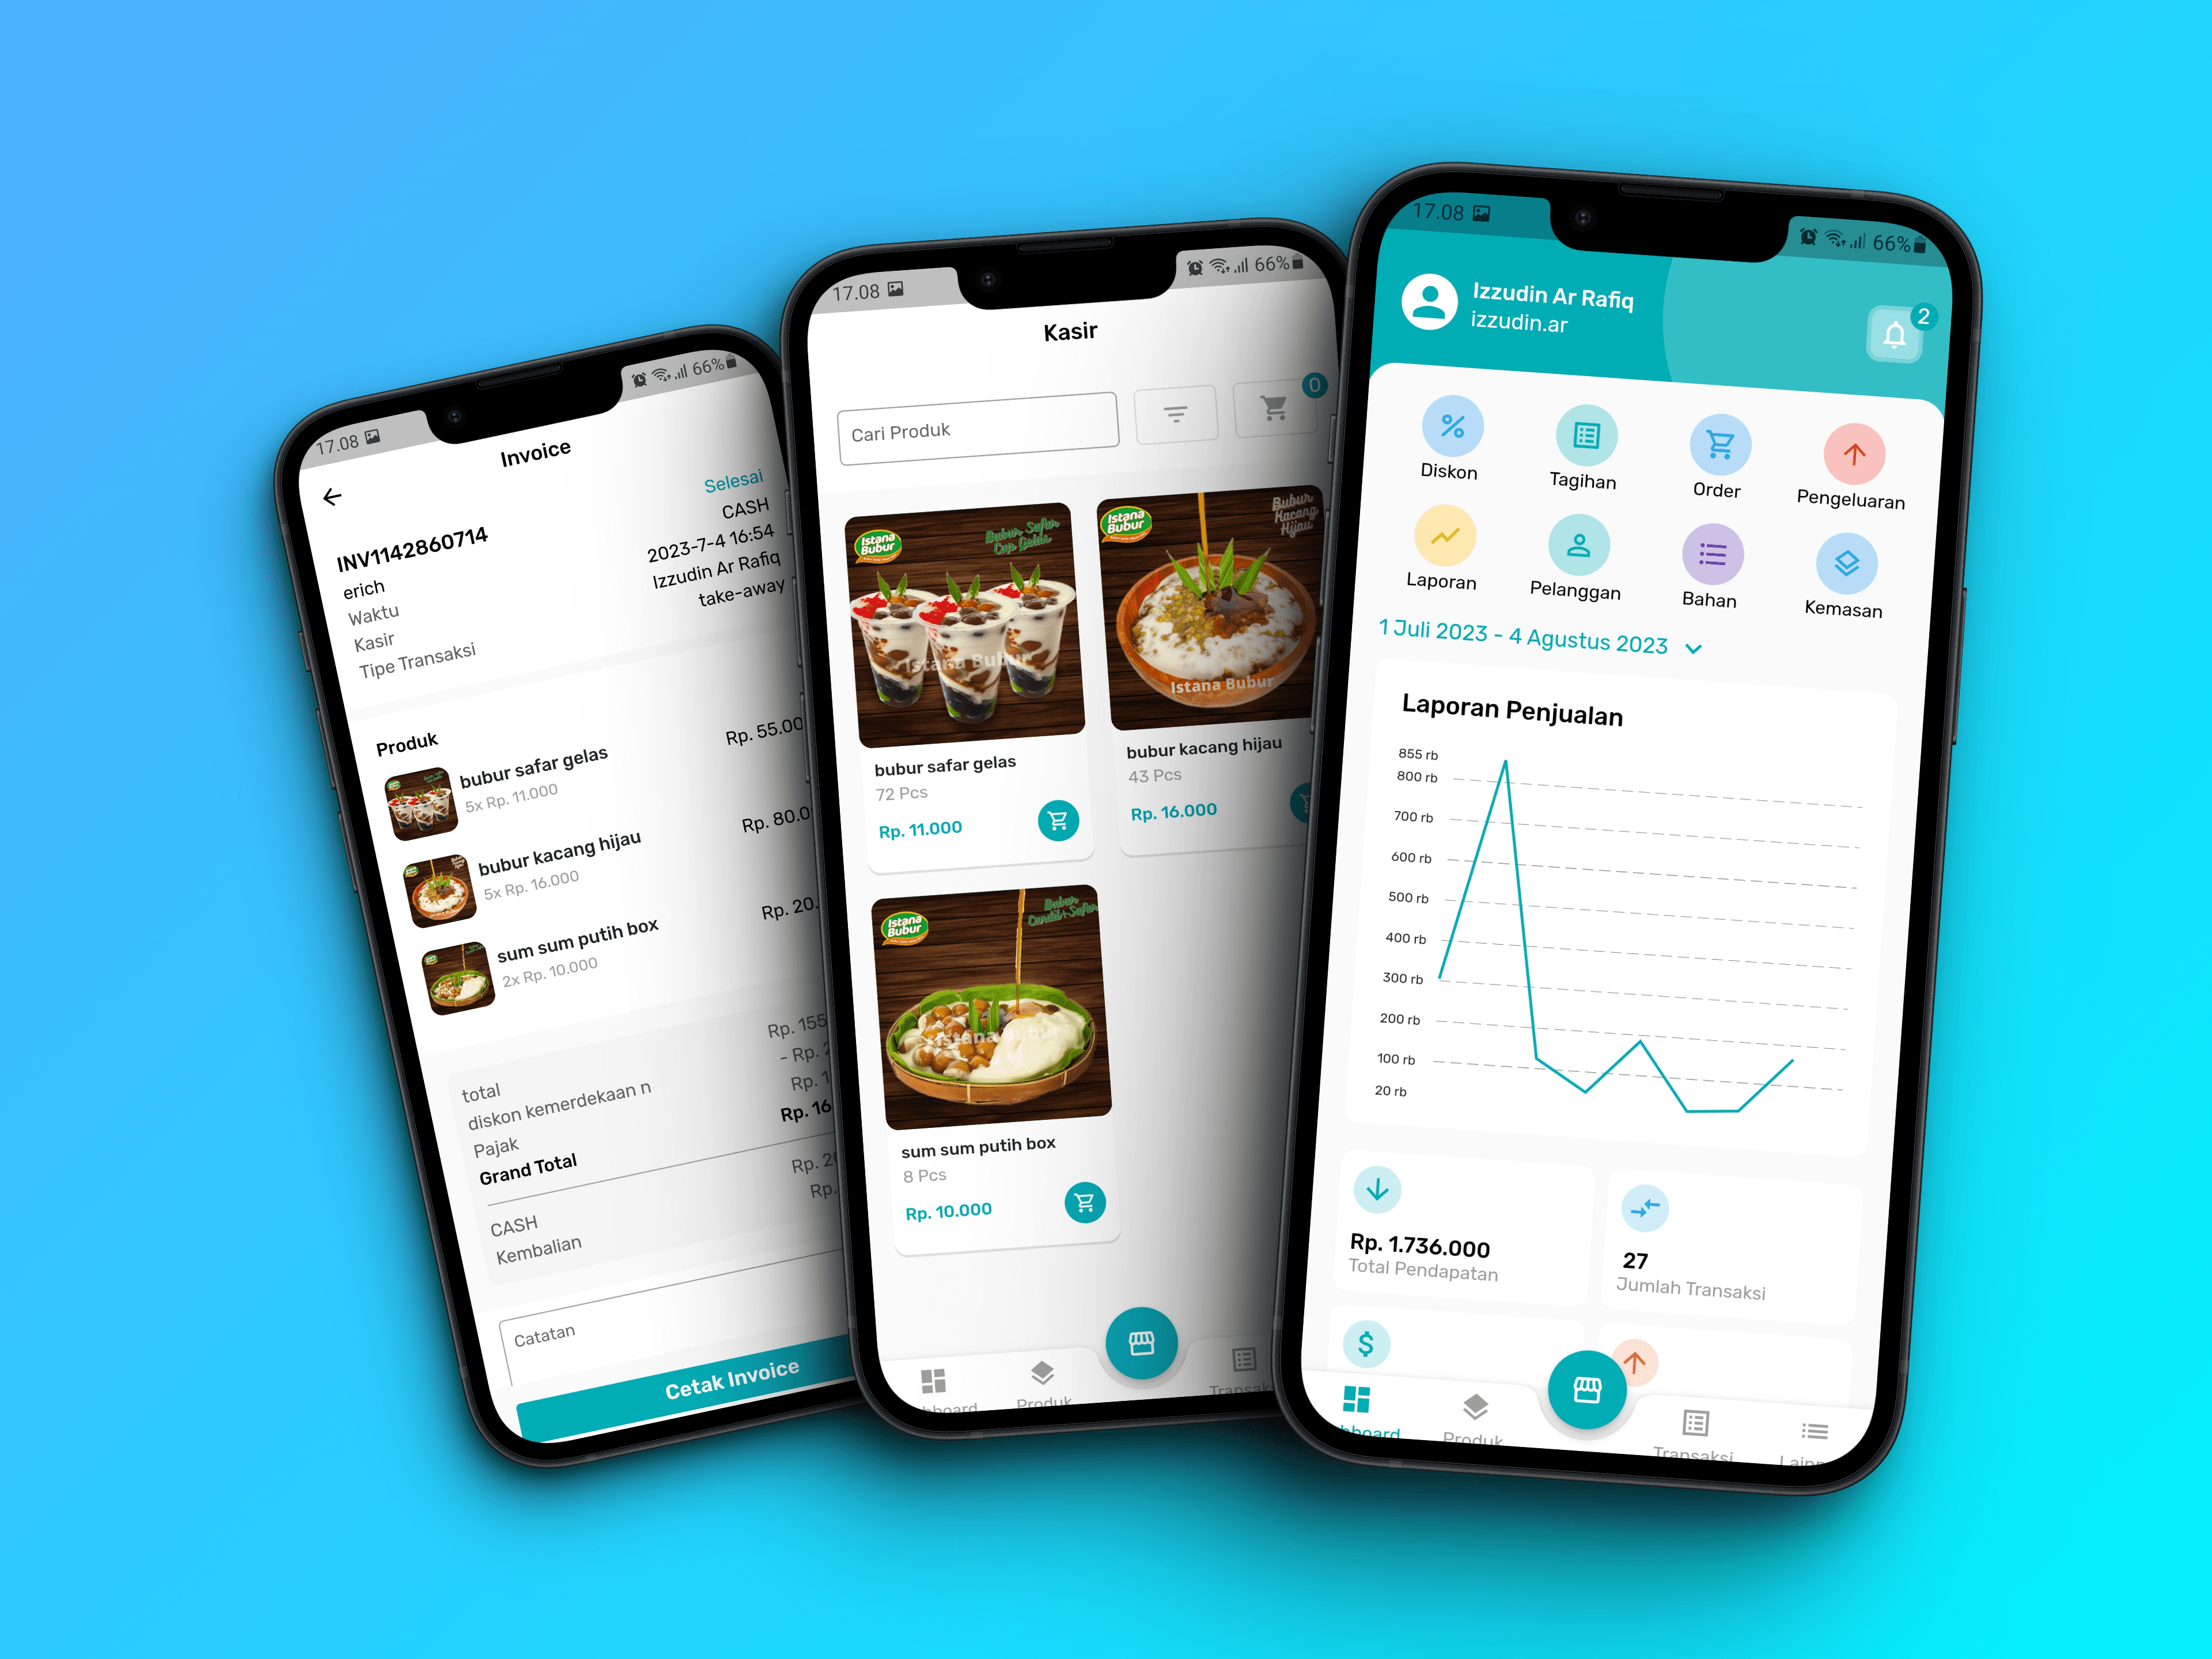 17.08
66%
Invoice
Selesai
INV1142860714
CASH
erich
2023-7-4 16:54
Waktu
Izzudin Ar Rafiq
Kasir
take-away
Tipe Transaksi
Produk
bubur safar gelas
Rp. 55.00
5x Rp. 11.000
bubur kacang hijau
Rp. 80.0
5x Rp. 16.000
sum sum putih box
Rp. 20.
2x Rp. 10.000
total
Rp. 155
diskon kemerdekaan n
- Rp. 2
Pajak
Rp. 1
Grand Total
Rp. 16
CASH
Rp. 20
Kembalian
Rp.
Catatan
Cetak Invoice
17.08
66%
Kasir
Cari Produk
0
Istana Bubur
Bubur Safar
Cup Gelas
Istana Bubur
bubur safar gelas
72 Pcs
Rp. 11.000
Istana Bubur
Bubur
Kacang
Hijau
Istana Bubur
bubur kacang hijau
43 Pcs
Rp. 16.000
Istana Bubur
Bubur
Candil+Safar
Istana Bubur
sum sum putih box
8 Pcs
Rp. 10.000
hboard
Produk
Transaks
17.08
66%
Izzudin Ar Rafiq
izzudin.ar
2
Diskon
Tagihan
Order
Pengeluaran
Laporan
Pelanggan
Bahan
Kemasan
1 Juli 2023 - 4 Agustus 2023
Laporan Penjualan
855 rb
800 rb
700 rb
600 rb
500 rb
400 rb
300 rb
200 rb
100 rb
20 rb
Rp. 1.736.000
Total Pendapatan
27
Jumlah Transaksi
hboard
Produk
Transaksi
Lainn